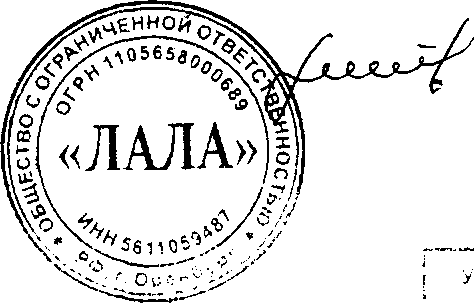 ОБЩЕСТВО С ОГРАНИЧЕННОЙ ОТВЕТСТВЕННОСТЬЮ
ОГРН 1105658000689
«ЛАЛА»
ИНН 5611059487
* РФ, г. Оренбург *
У